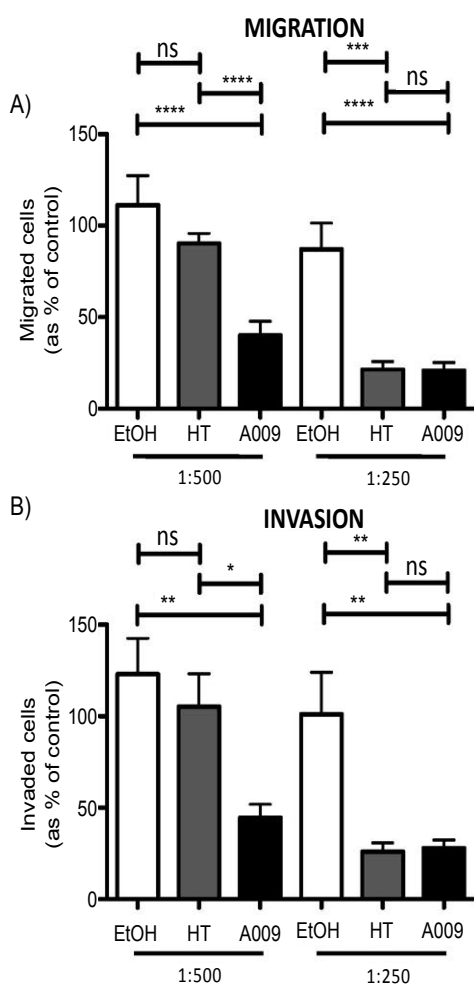 MIGRATION
ns
***
****
ns
A)
****
****
150
100
50
0
Migrated cells
(as % of control)
EtOH HT A009 EtOH HT A009
1:500 1:250
B)
INVASION
ns
**
*
ns
**
**
150
100
50
0
Invaded cells
(as % of control)
EtOH HT A009 EtOH HT A009
1:500 1:250